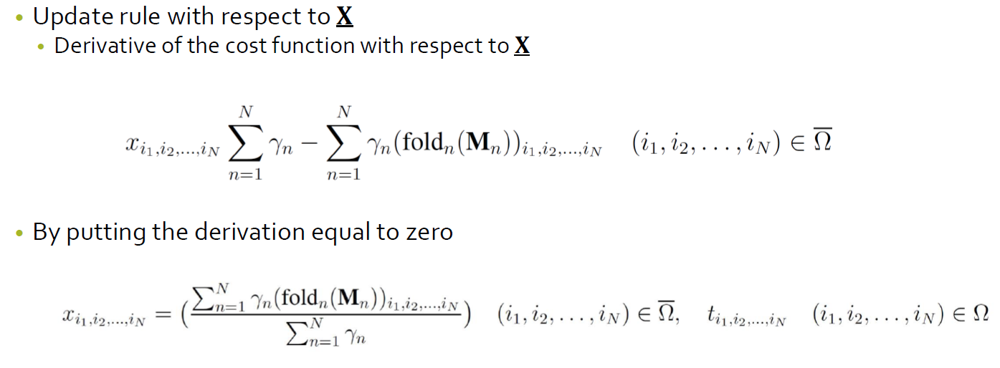 • Update rule with respect to X̲
• Derivative of the cost function with respect to X̲
$x_{i_1,i_2,\ldots,i_N} \sum_{n=1}^{N} \gamma_n - \sum_{n=1}^{N} \gamma_n(\text{fold}_n(\mathbf{M}_n))_{i_1,i_2,\ldots,i_N} \quad (i_1, i_2, \ldots, i_N) \in \overline{\Omega}$
• By putting the derivation equal to zero
$x_{i_1,i_2,\ldots,i_N} = (\frac{\sum_{n=1}^{N} \gamma_n(\text{fold}_n(\mathbf{M}_n))_{i_1,i_2,\ldots,i_N}}{\sum_{n=1}^{N} \gamma_n}) \quad (i_1, i_2, \ldots, i_N) \in \overline{\Omega}, \quad t_{i_1,i_2,\ldots,i_N} \quad (i_1, i_2, \ldots, i_N) \in \Omega$